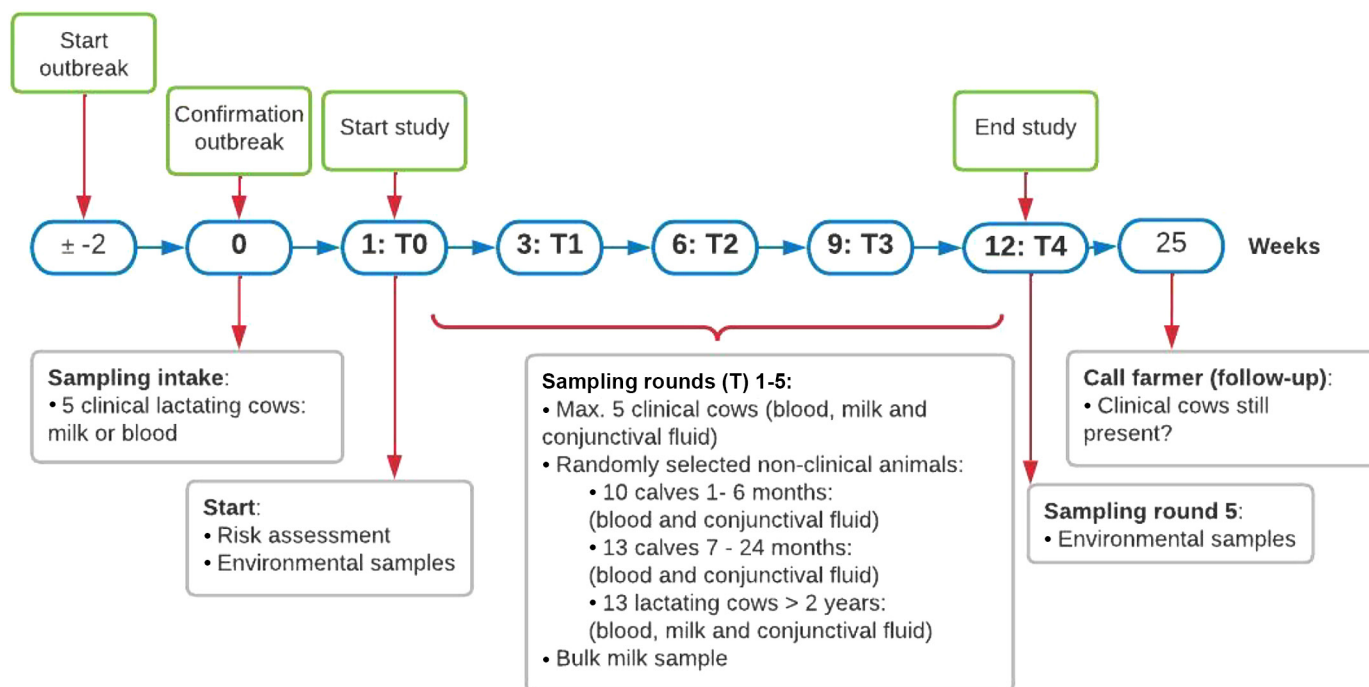 Start
outbreak
Confirmation
outbreak
Start study
End study
± -2
0
1: T0
3: T1
6: T2
9: T3
12: T4
25
Weeks
Sampling intake:
• 5 clinical lactating cows:
milk or blood
Start:
• Risk assessment
• Environmental samples
Sampling rounds (T) 1-5:
• Max. 5 clinical cows (blood, milk and
conjunctival fluid)
• Randomly selected non-clinical animals:
• 10 calves 1- 6 months:
(blood and conjunctival fluid)
• 13 calves 7 - 24 months:
(blood and conjunctival fluid)
• 13 lactating cows > 2 years:
(blood, milk and conjunctival fluid)
• Bulk milk sample
Call farmer (follow-up):
• Clinical cows still
present?
Sampling round 5:
• Environmental samples